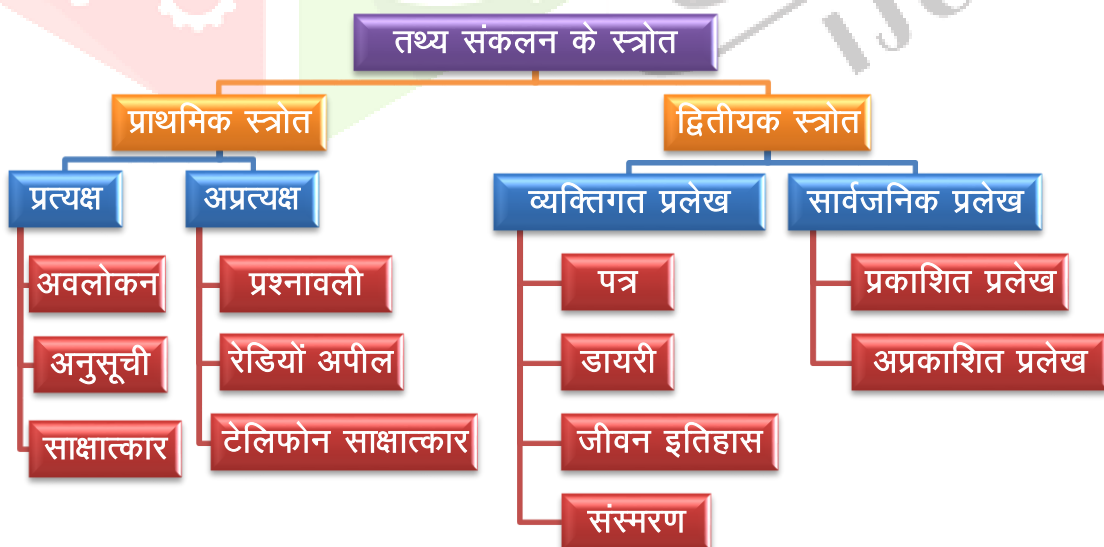 तथ्य संकलन के स्त्रोत
प्राथमिक स्त्रोत
द्वितीयक स्त्रोत
प्रत्यक्ष
अप्रत्यक्ष
व्यक्तिगत प्रलेख
सार्वजनिक प्रलेख
अवलोकन
प्रश्नावली
पत्र
प्रकाशित प्रलेख
अनुसूची
रेडियों अपील
डायरी
अप्रकाशित प्रलेख
साक्षात्कार
टेलिफोन साक्षात्कार
जीवन इतिहास
संस्मरण